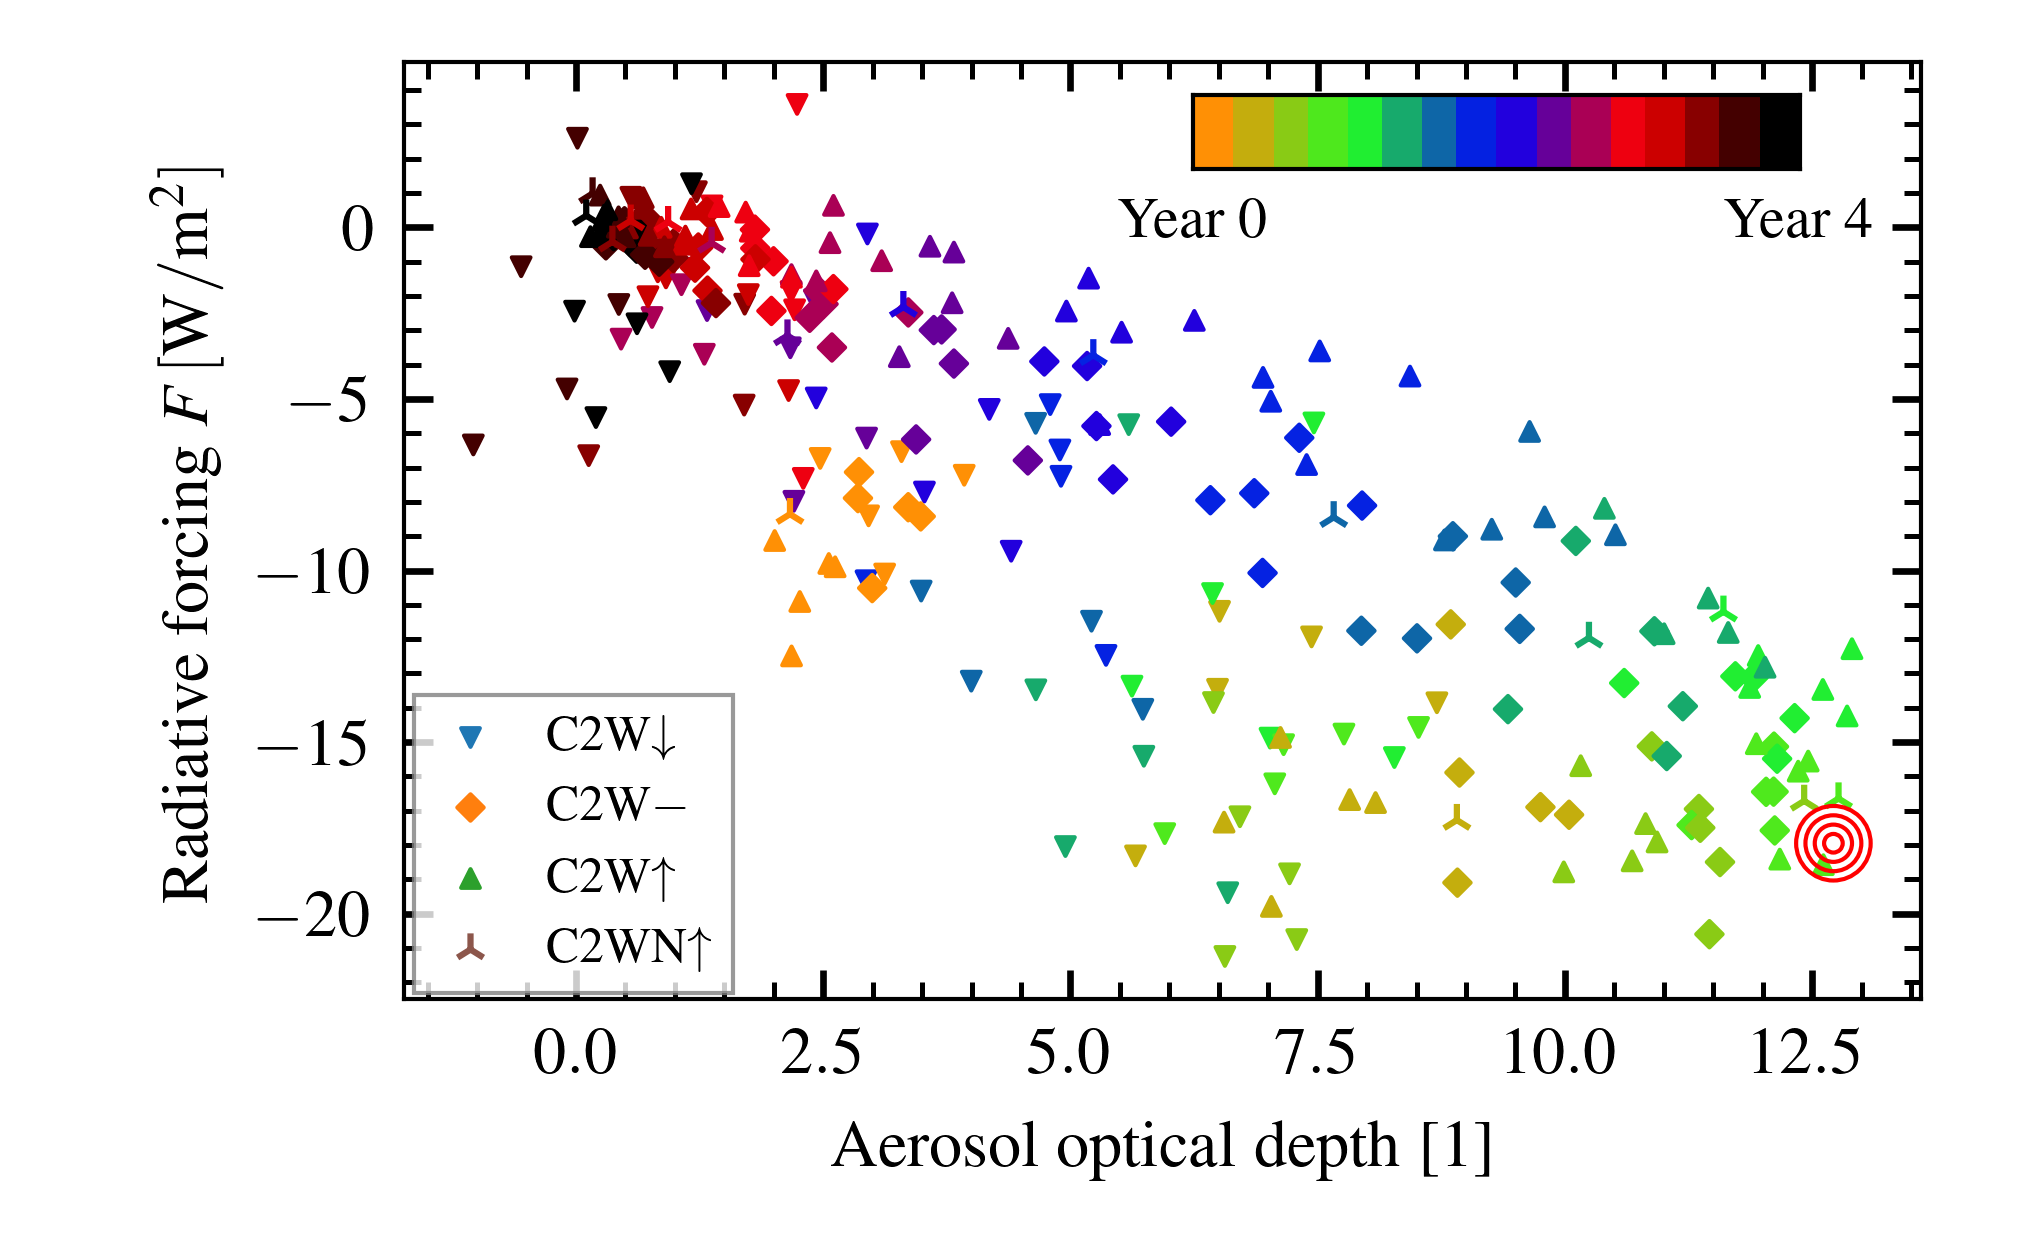 Year 0
Year 4
0
−5
−10
−15
−20
Radiative forcing F [W/m²]
C2W↓
C2W−
C2W↑
C2WN↑
0.0 2.5 5.0 7.5 10.0 12.5
Aerosol optical depth [1]